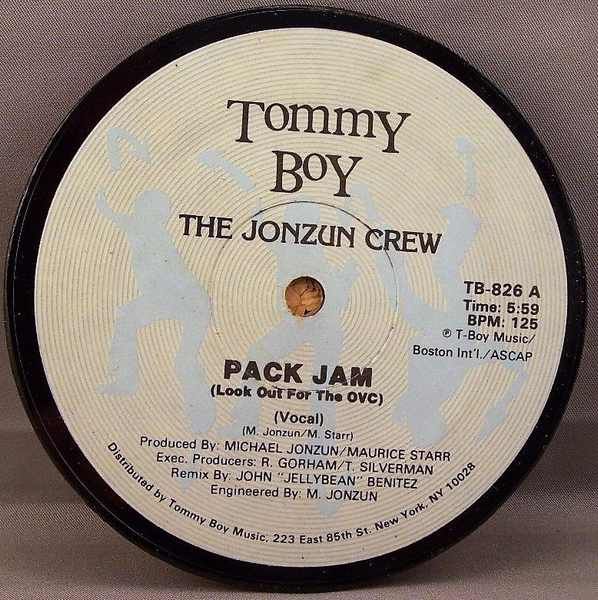 Tommy
Boy
THE JONZUN CREW
TB-826 A
Time: 5:59
BPM: 125
℗ T-Boy Music/
Boston Int'l./ASCAP
PACK JAM
(Look Out For The OVC)
(Vocal)
(M. Jonzun/M. Starr)
Produced By: MICHAEL JONZUN/MAURICE STARR
Exec. Producers: R. GORHAM/T. SILVERMAN
Remix By: JOHN "JELLYBEAN" BENITEZ
Engineered By: M. JONZUN
Distributed by Tommy Boy Music, 223 East 85th St. New York, NY 10028